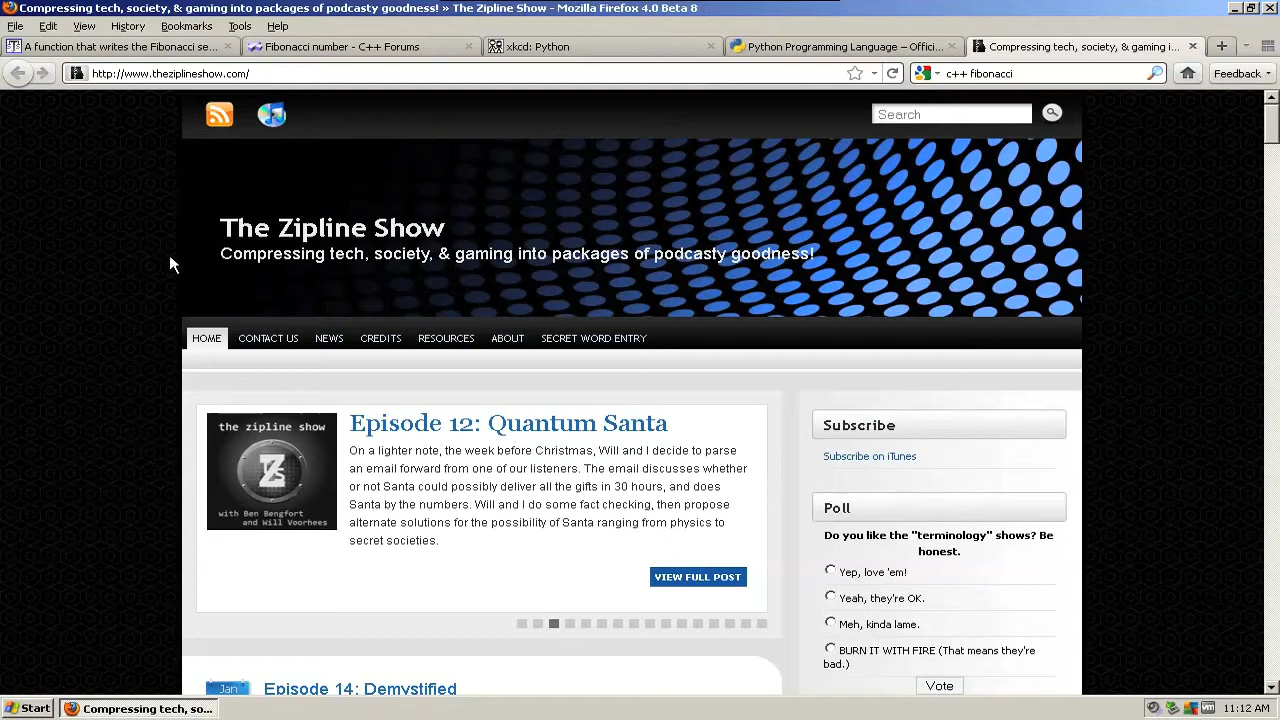 Compressing tech, society, & gaming into packages of podcasty goodness! » The Zipline Show - Mozilla Firefox 4.0 Beta 8
File Edit View History Bookmarks Tools Help
A function that writes the Fibonacci se...
Fibonacci number - C++ Forums
xkcd: Python
Python Programming Language – Offici...
Compressing tech, society, & gaming i...
http://www.theziplineshow.com/
c++ fibonacci
Feedback
Search
The Zipline Show
Compressing tech, society, & gaming into packages of podcasty goodness!
HOME CONTACT US NEWS CREDITS RESOURCES ABOUT SECRET WORD ENTRY
the zipline show
with Ben Bengfort
and Will Voorhees
Episode 12: Quantum Santa
On a lighter note, the week before Christmas, Will and I decide to parse
an email forward from one of our listeners. The email discusses whether
or not Santa could possibly deliver all the gifts in 30 hours, and does
Santa by the numbers. Will and I do some fact checking, then propose
alternate solutions for the possibility of Santa ranging from physics to
secret societies.
VIEW FULL POST
Subscribe
Subscribe on iTunes
Poll
Do you like the "terminology" shows? Be
honest.
Yep, love 'em!
Yeah, they're OK.
Meh, kinda lame.
BURN IT WITH FIRE (That means they're
bad.)
Vote
Jan
Episode 14: Demystified
Start
Compressing tech, so...
11:12 AM